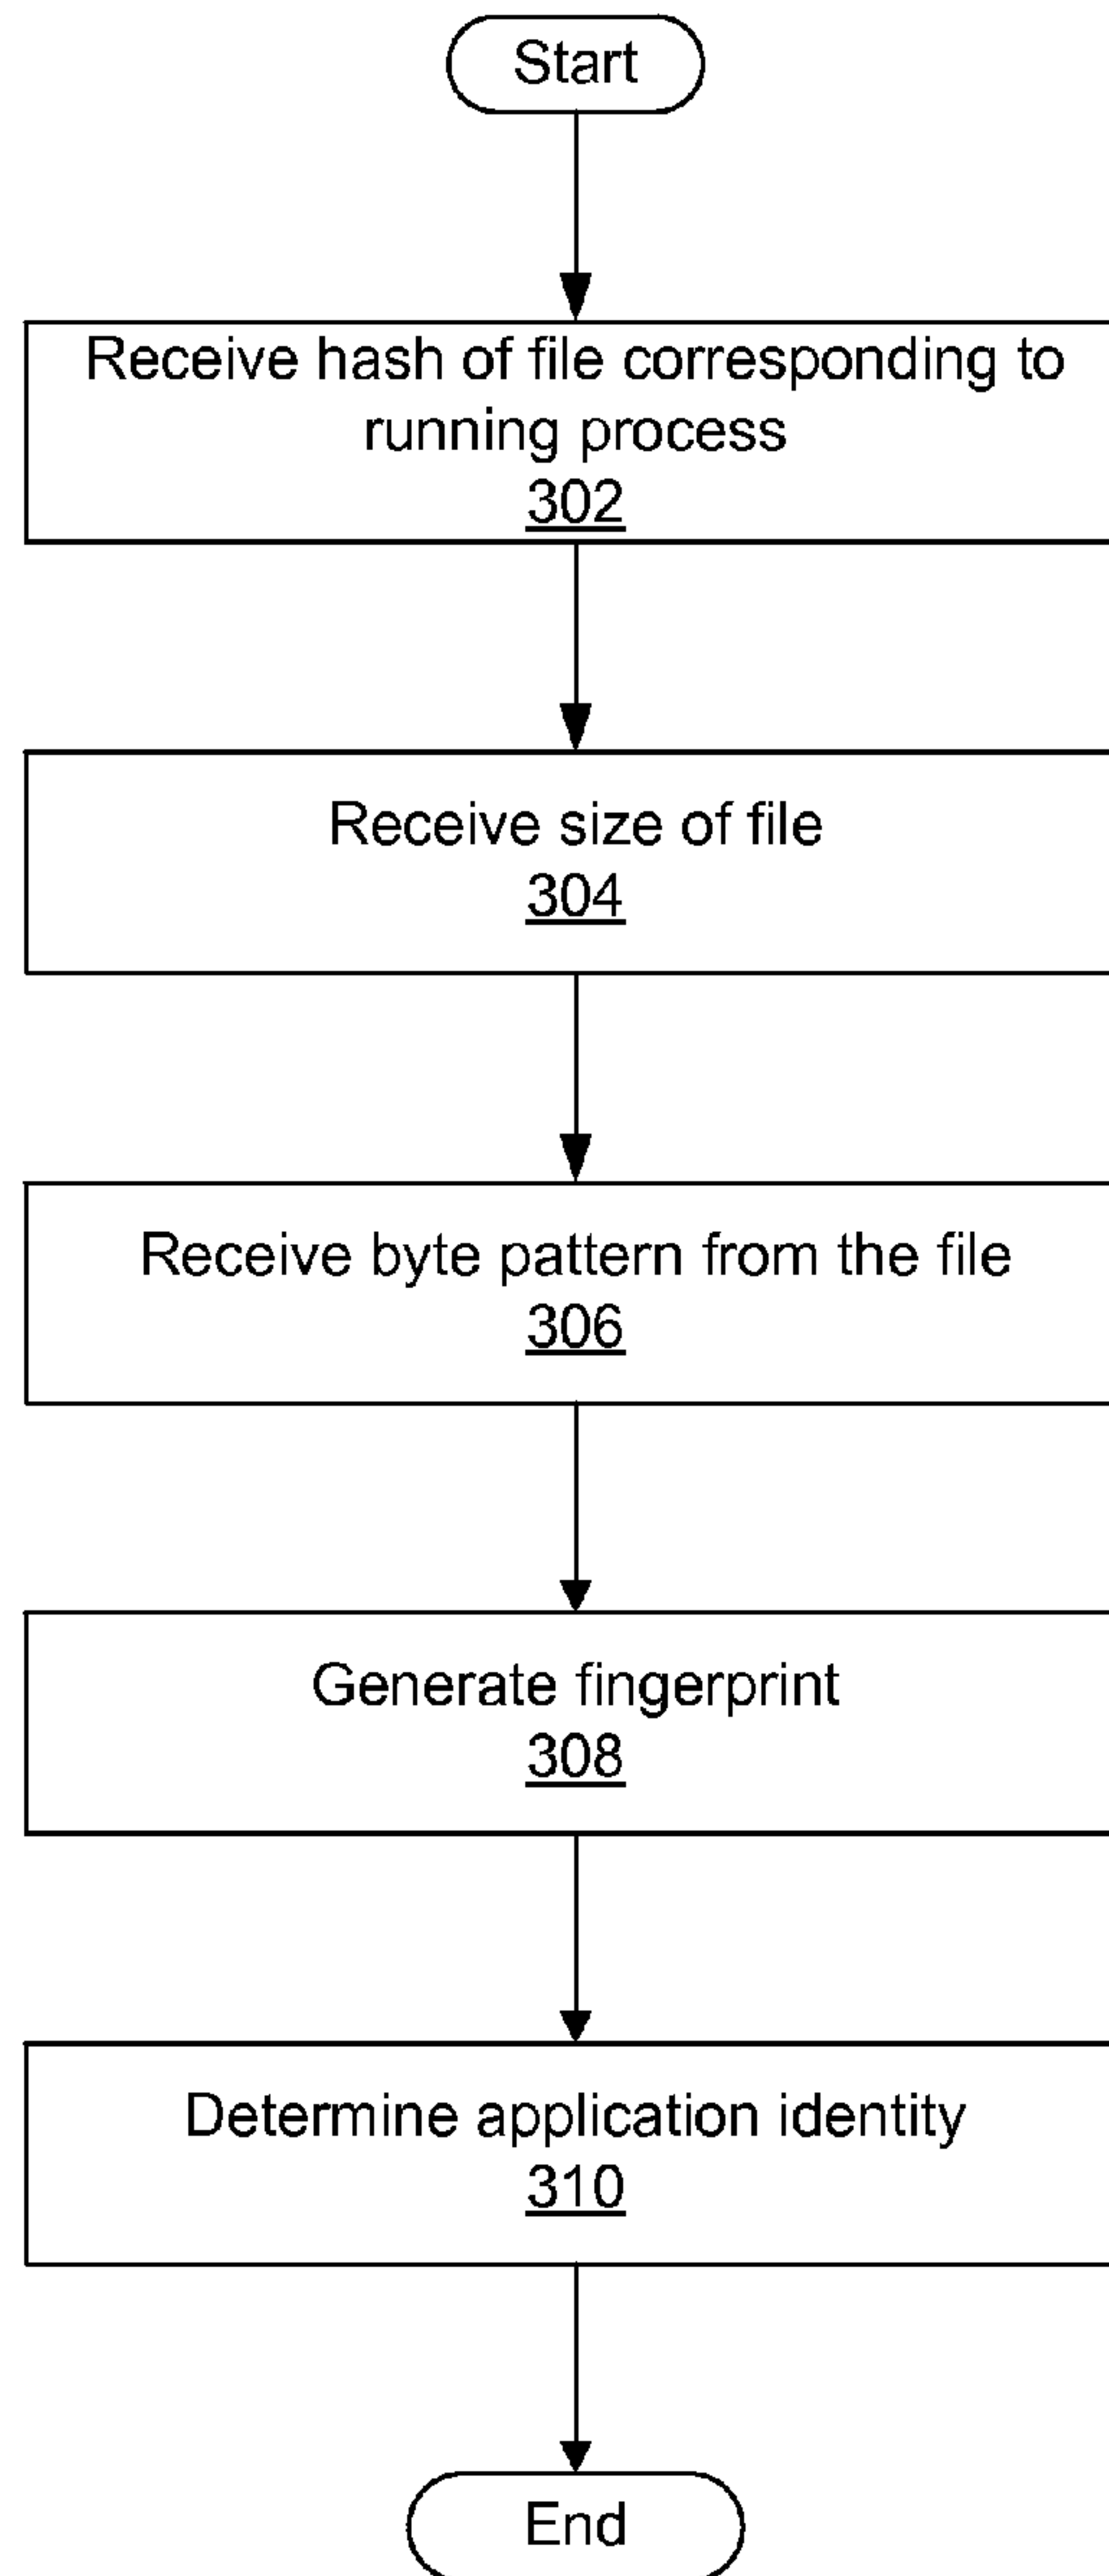 Start
Receive hash of file corresponding to
running process
302
Receive size of file
304
Receive byte pattern from the file
306
Generate fingerprint
308
Determine application identity
310
End